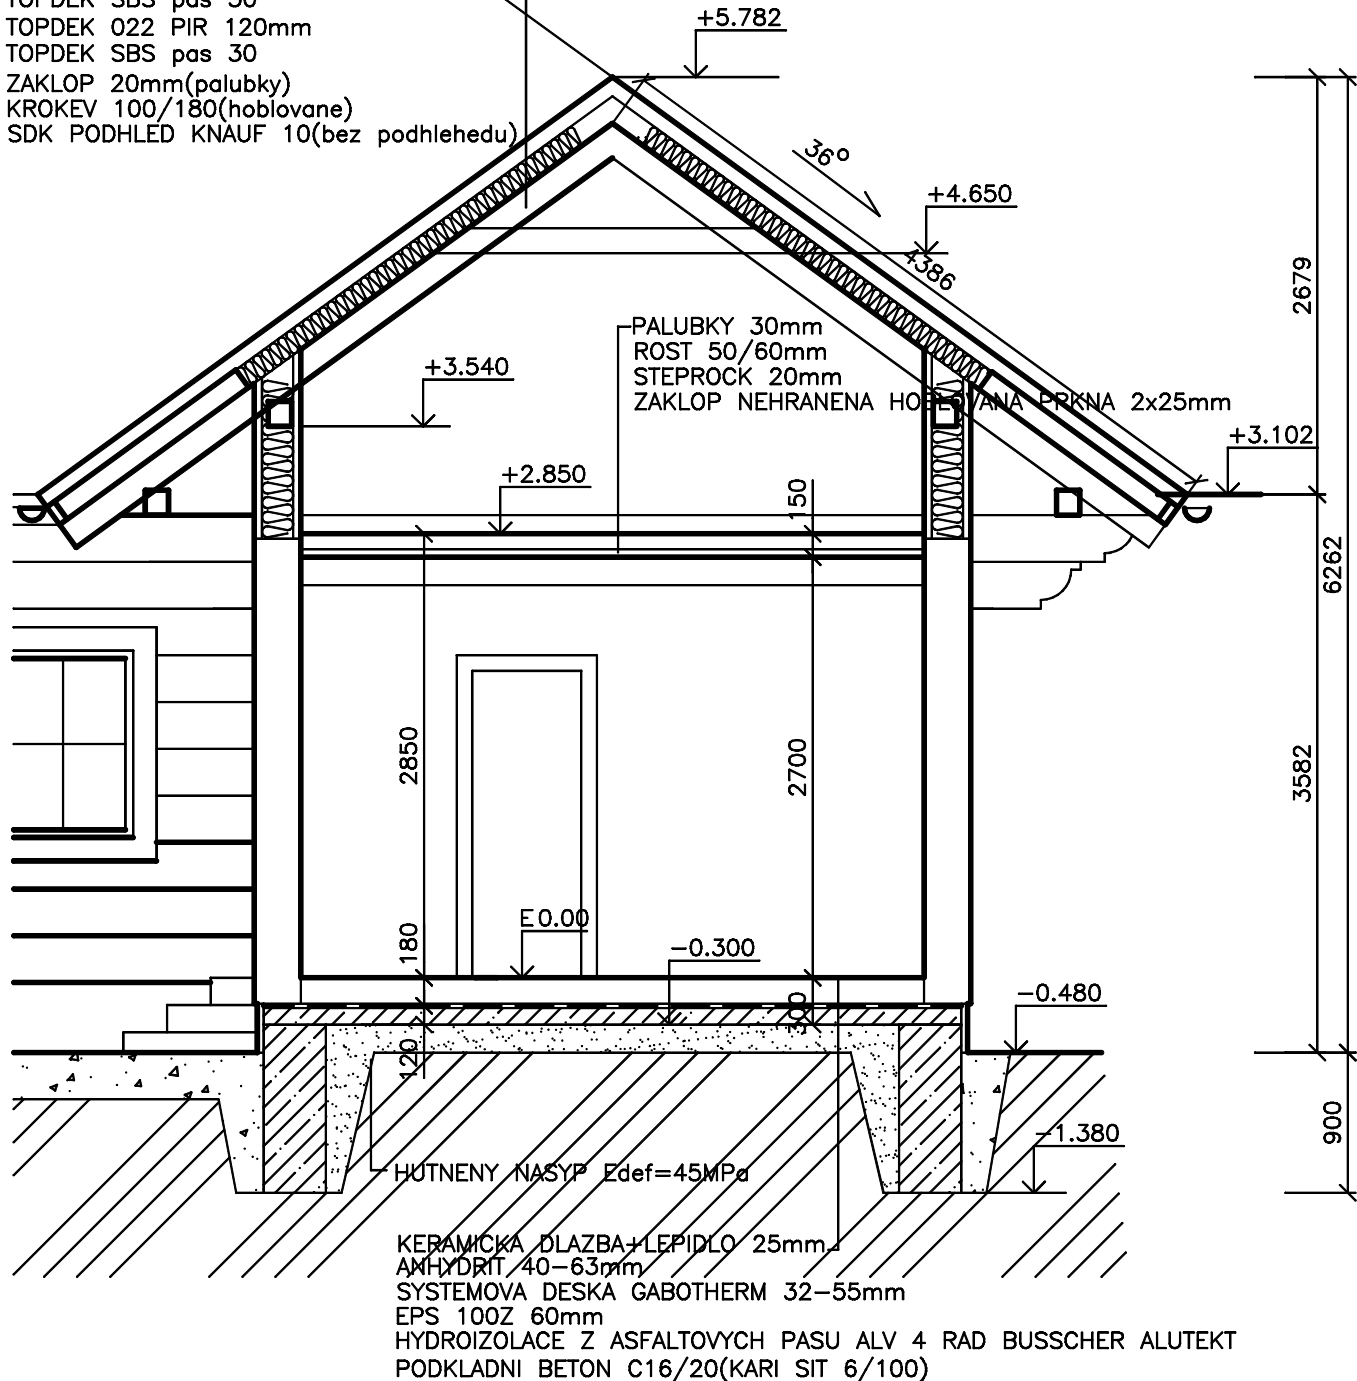 TOPDEK SBS pas 50
TOPDEK 022 PIR 120mm
TOPDEK SBS pas 30
ZAKLOP 20mm(palubky)
KROKEV 100/180(hoblovane)
SDK PODHLED KNAUF 10(bez podhlehedu)
+5.782
36°
+4.650
4386
2679
PALUBKY 30mm
ROST 50/60mm
STEPROCK 20mm
ZAKLOP NEHRANENA HOBLOVANA PRKNA 2x25mm
+3.540
+3.102
+2.850
150
6262
2850
2700
3582
E0.00
180
-0.300
300
-0.480
120
-1.380
900
HUTNENY NASYP Edef=45MPa
KERAMICKA DLAZBA+LEPIDLO 25mm
ANHYDRIT 40-63mm
SYSTEMOVA DESKA GABOTHERM 32-55mm
EPS 100Z 60mm
HYDROIZOLACE Z ASFALTOVYCH PASU ALV 4 RAD BUSSCHER ALUTEKT
PODKLADNI BETON C16/20(KARI SIT 6/100)